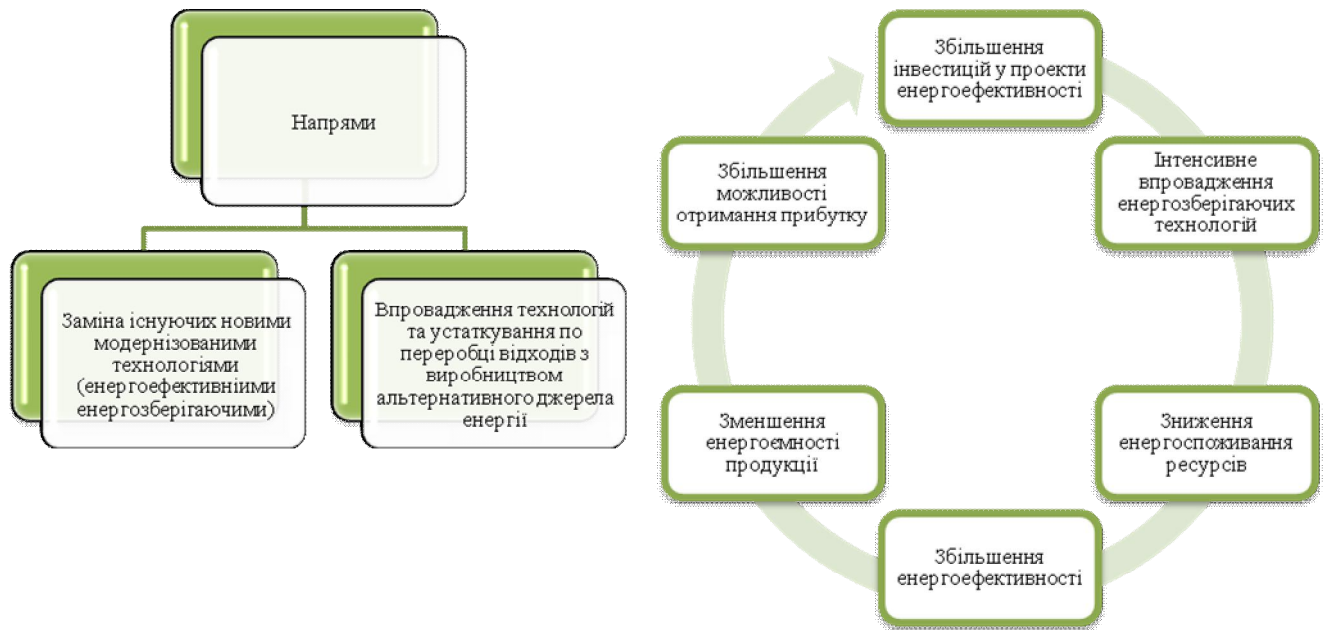 Напрями
Заміна існуючих новими
модернізованими
технологіями
(енергоефективніими
енергозберігаючими)
Впровадження технологій
та устаткування по
переробці відходів з
виробництвом
альтернативного джерела
енергії
Збільшення
інвестицій у проекти
енергоефективності
Інтенсивне
впровадження
енергозберігаючих
технологій
Зниження
енергоспоживання
ресурсів
Збільшення
енергоефективності
Зменшення
енергоємності
продукції
Збільшення
можливості
отримання прибутку